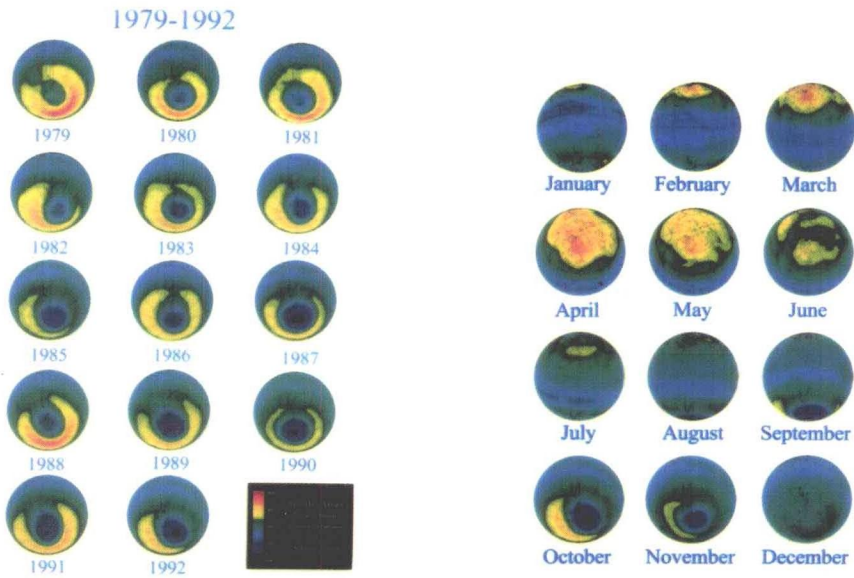 1979-1992
1979 1980 1981
1982 1983 1984
1985 1986 1987
1988 1989 1990
1991 1992
January February March
April May June
July August September
October November December